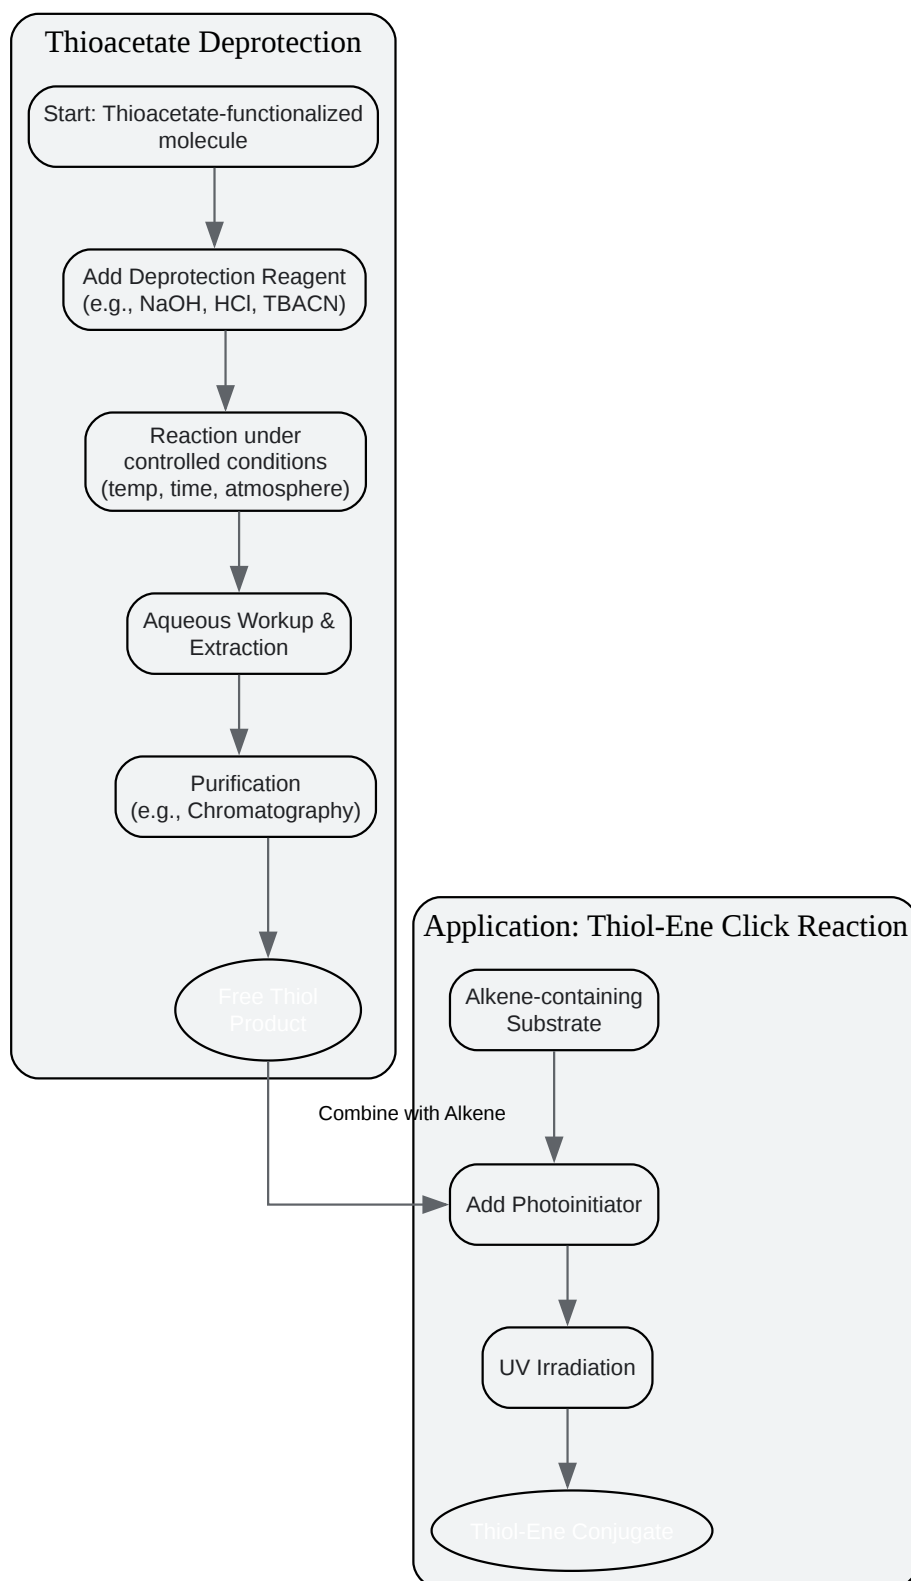 Thioacetate Deprotection
Start: Thioacetate-functionalized
molecule
Add Deprotection Reagent
(e.g., NaOH, HCl, TBACN)
Reaction under
controlled conditions
(temp, time, atmosphere)
Aqueous Workup &
Extraction
Purification
(e.g., Chromatography)
Free Thiol
Product
Combine with Alkene
Application: Thiol-Ene Click Reaction
Alkene-containing
Substrate
Add Photoinitiator
UV Irradiation
Thiol-Ene Conjugate